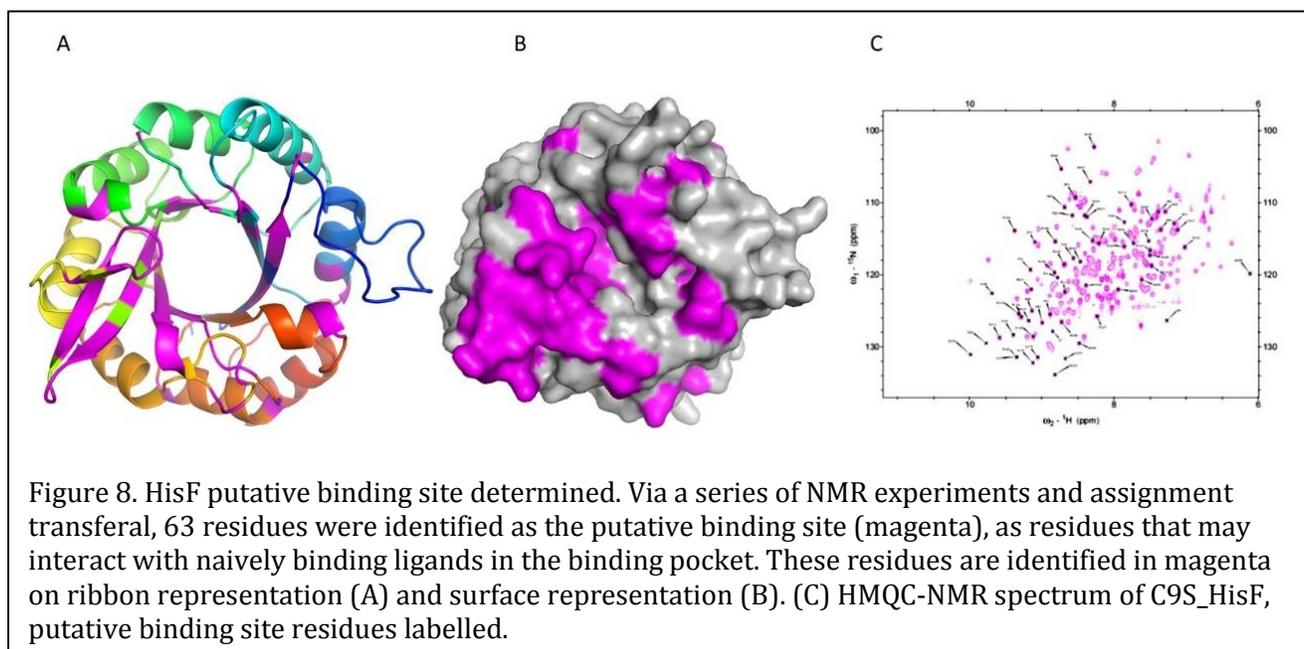 A
B
C
10
8
6
100
100
110
110
120
120
130
130
ω₁ - ¹⁵N (ppm)
10
8
6
ω₂ - ¹H (ppm)
Figure 8. HisF putative binding site determined. Via a series of NMR experiments and assignment
transferal, 63 residues were identified as the putative binding site (magenta), as residues that may
interact with naively binding ligands in the binding pocket. These residues are identified in magenta
on ribbon representation (A) and surface representation (B). (C) HMQC-NMR spectrum of C9S_HisF,
putative binding site residues labelled.